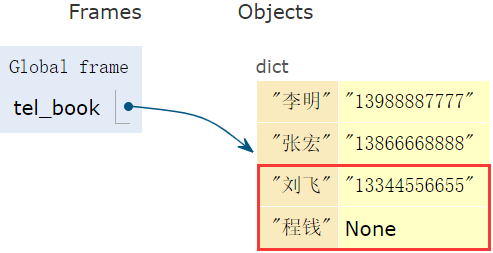 Frames Objects
Global frame
tel_book
dict
"李明" "13988887777"
"张宏" "13866668888"
"刘飞" "13344556655"
"程钱" None